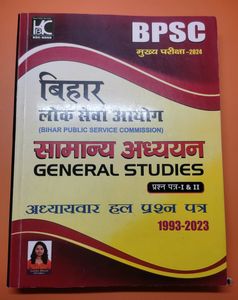 BPSC
मुख्य परीक्षा-2024
बिहार
लोक सेवा आयोग
(BIHAR PUBLIC SERVICE COMMISSION)
सामान्य अध्ययन
GENERAL STUDIES
प्रश्न पत्र-I & II
अध्यायवार हल प्रश्न पत्र
1993-2023